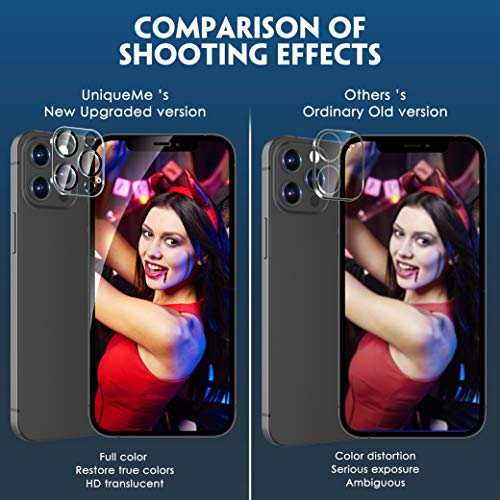 COMPARISON OF
SHOOTING EFFECTS
UniqueMe 's
New Upgraded version
Others 's
Ordinary Old version
Full color
Restore true colors
HD translucent
Color distortion
Serious exposure
Ambiguous